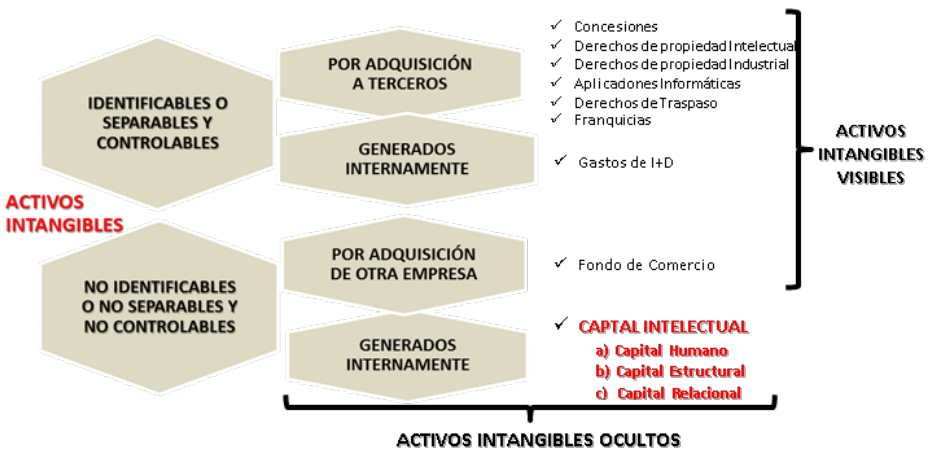 ACTIVOS
INTANGIBLES
IDENTIFICABLES O
SEPARABLES Y
CONTROLABLES
POR ADQUISICIÓN
A TERCEROS
✓ Concesiones
✓ Derechos de propiedad Intelectual
✓ Derechos de propiedad Industrial
✓ Aplicaciones Informáticas
✓ Derechos de Traspaso
✓ Franquicias
GENERADOS
INTERNAMENTE
✓ Gastos de I+D
NO IDENTIFICABLES
O NO SEPARABLES Y
NO CONTROLABLES
POR ADQUISICIÓN
DE OTRA EMPRESA
✓ Fondo de Comercio
GENERADOS
INTERNAMENTE
✓ CAPTAL INTELECTUAL
a) Capital Humano
b) Capital Estructural
c) Capital Relacional
ACTIVOS
INTANGIBLES
VISIBLES
ACTIVOS INTANGIBLES OCULTOS